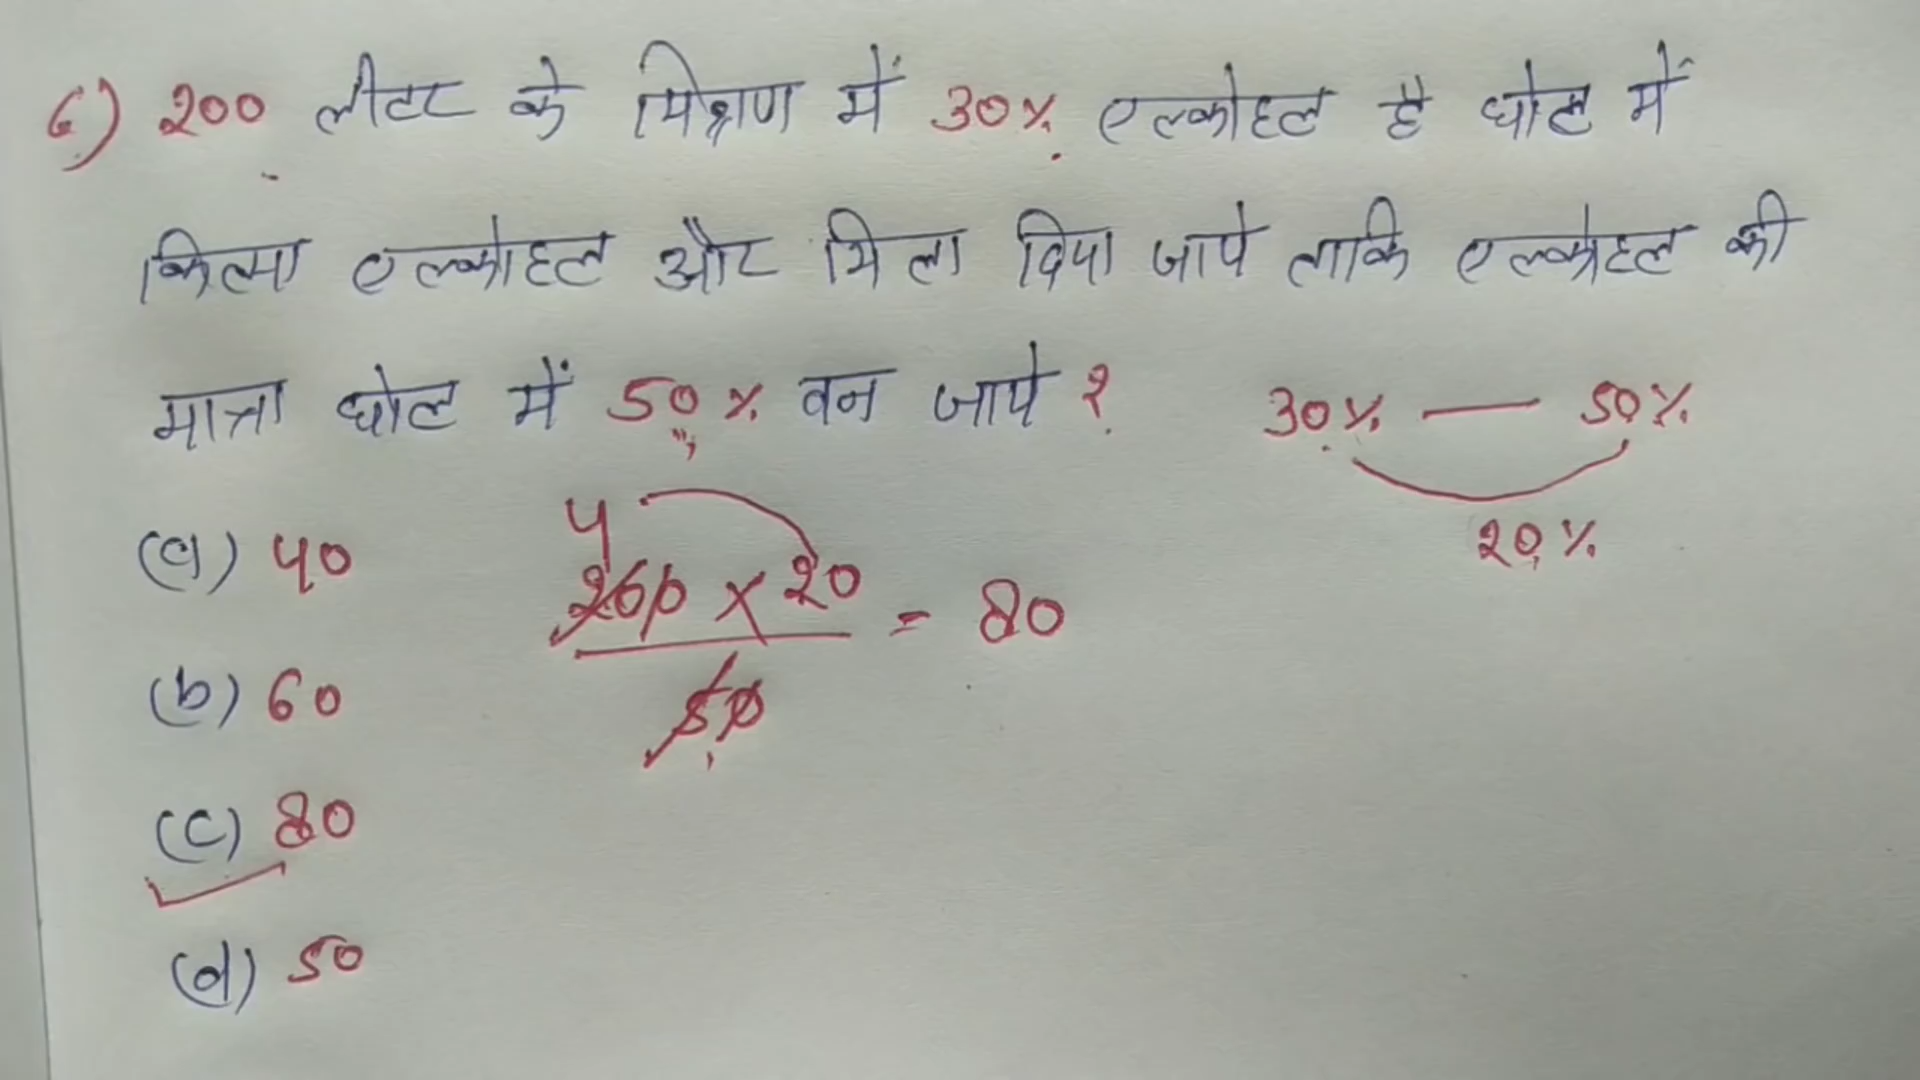 6) 200 लीटर के मिश्रण में 30% एल्कोहल है घोल में
कितना एल्कोहल और मिला दिया जाये ताकि एल्कोहल की
मात्रा घोल में 50% बन जाये ?
30% — 50%
20%
(a) 40
4
200 × 20 = 80
50
(b) 60
(c) 80
(d) 50